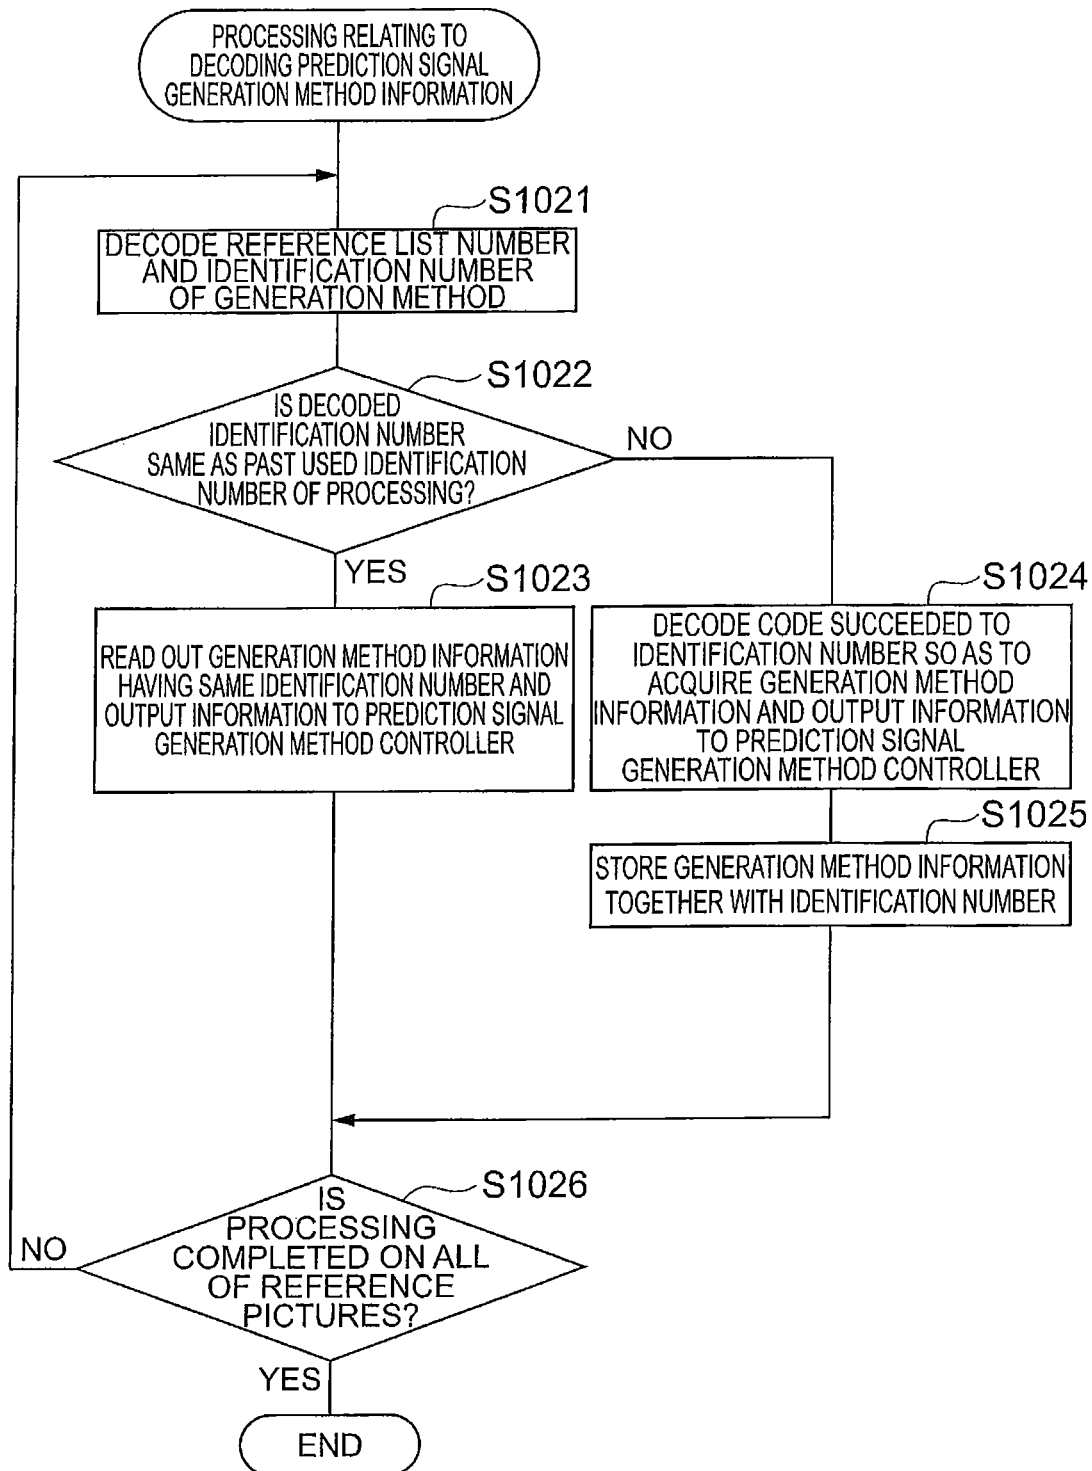 PROCESSING RELATING TO
DECODING PREDICTION SIGNAL
GENERATION METHOD INFORMATION
S1021
DECODE REFERENCE LIST NUMBER
AND IDENTIFICATION NUMBER
OF GENERATION METHOD
S1022
IS DECODED
IDENTIFICATION NUMBER
SAME AS PAST USED IDENTIFICATION
NUMBER OF PROCESSING?
NO
YES
S1023
READ OUT GENERATION METHOD INFORMATION
HAVING SAME IDENTIFICATION NUMBER AND
OUTPUT INFORMATION TO PREDICTION SIGNAL
GENERATION METHOD CONTROLLER
S1024
DECODE CODE SUCCEEDED TO
IDENTIFICATION NUMBER SO AS TO
ACQUIRE GENERATION METHOD
INFORMATION AND OUTPUT INFORMATION
TO PREDICTION SIGNAL
GENERATION METHOD CONTROLLER
S1025
STORE GENERATION METHOD INFORMATION
TOGETHER WITH IDENTIFICATION NUMBER
S1026
IS
PROCESSING
COMPLETED ON ALL
OF REFERENCE
PICTURES?
NO
YES
END